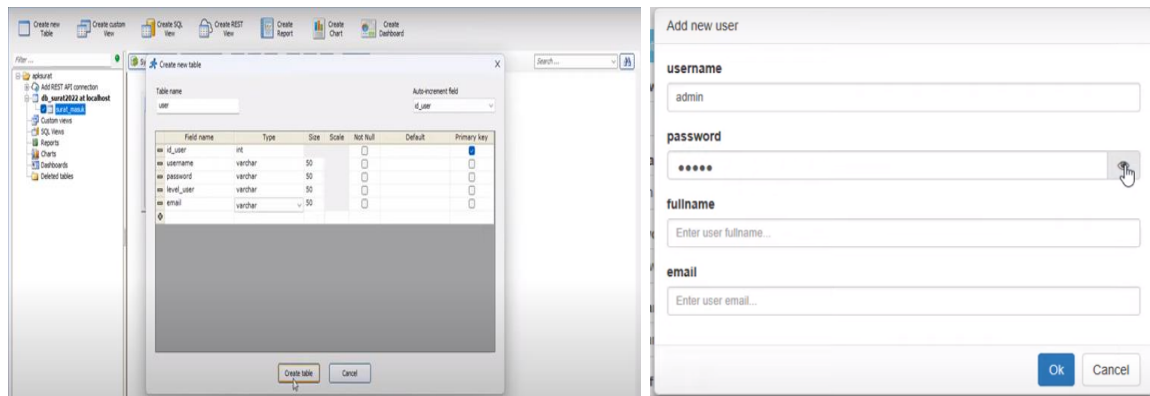 Create new Table
Create custom View
Create SQL View
Create REST View
Create Report
Create Chart
Create Dashboard
Filter ...
Search...
apksurat
Add REST API connection
db_surat2022 at localhost
surat_masuk
Custom views
SQL Views
Reports
Charts
Dashboards
Deleted tables
Create new table
X
Table name
Auto-increment field
user
id_user
Field name Type Size Scale Not Null Default Primary key
id_user int
username varchar 50
password varchar 50
level_user varchar 50
email varchar 50
Create table Cancel
Add new user
username
admin
password
•••••
fullname
Enter user fullname...
email
Enter user email...
Ok Cancel